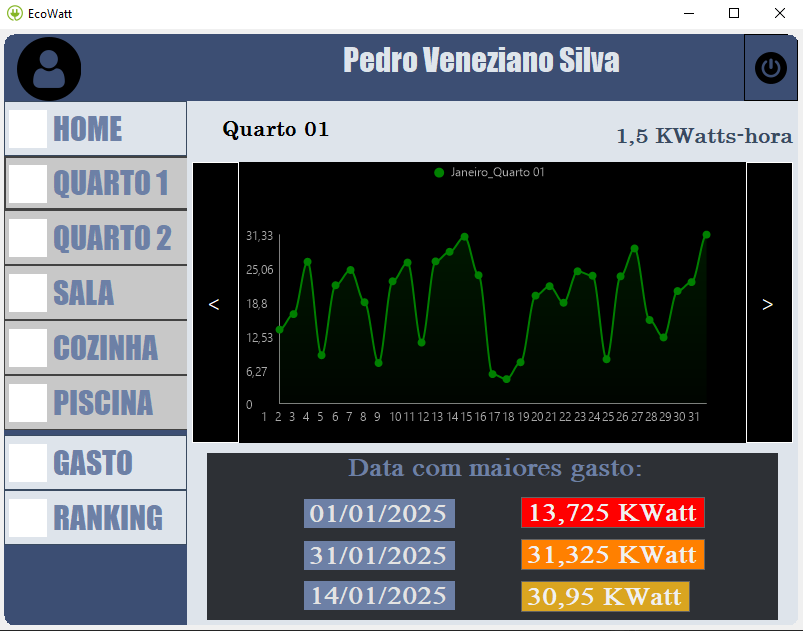 EcoWatt
Pedro Veneziano Silva
HOME
QUARTO 1
QUARTO 2
SALA
COZINHA
PISCINA
GASTO
RANKING
Quarto 01
1,5 KWatts-hora
Janeiro_Quarto 01
31,33
25,06
18,8
12,53
6,27
0
1 2 3 4 5 6 7 8 9 10 11 12 13 14 15 16 17 18 19 20 21 22 23 24 25 26 27 28 29 30 31
<
>
Data com maiores gasto:
01/01/2025 13,725 KWatt
31/01/2025 31,325 KWatt
14/01/2025 30,95 KWatt